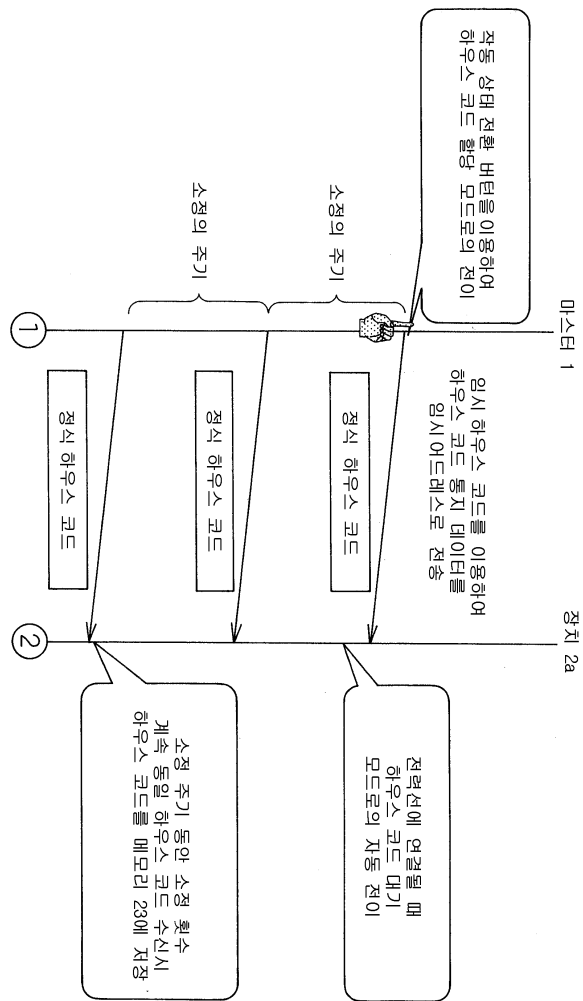 마스터 1
장치 2a
작동 상태 전환 버턴을이용하여
하우스 코드 할당 모드로의 전이
임시 하우스 코드를 이용하여
하우스 코드 통지 데이터를
임시어드레스로 전송
소정의 주기
소정의 주기
정식 하우스 코드
정식 하우스 코드
정식 하우스 코드
전력선에 연결될 때
하우스 코드 대기
모드로의 자동 전이
소정 주기 동안 소정 횟수
계속 동일 하우스 코드 수신시
하우스 코드를 메모리 23에 저장
1
2